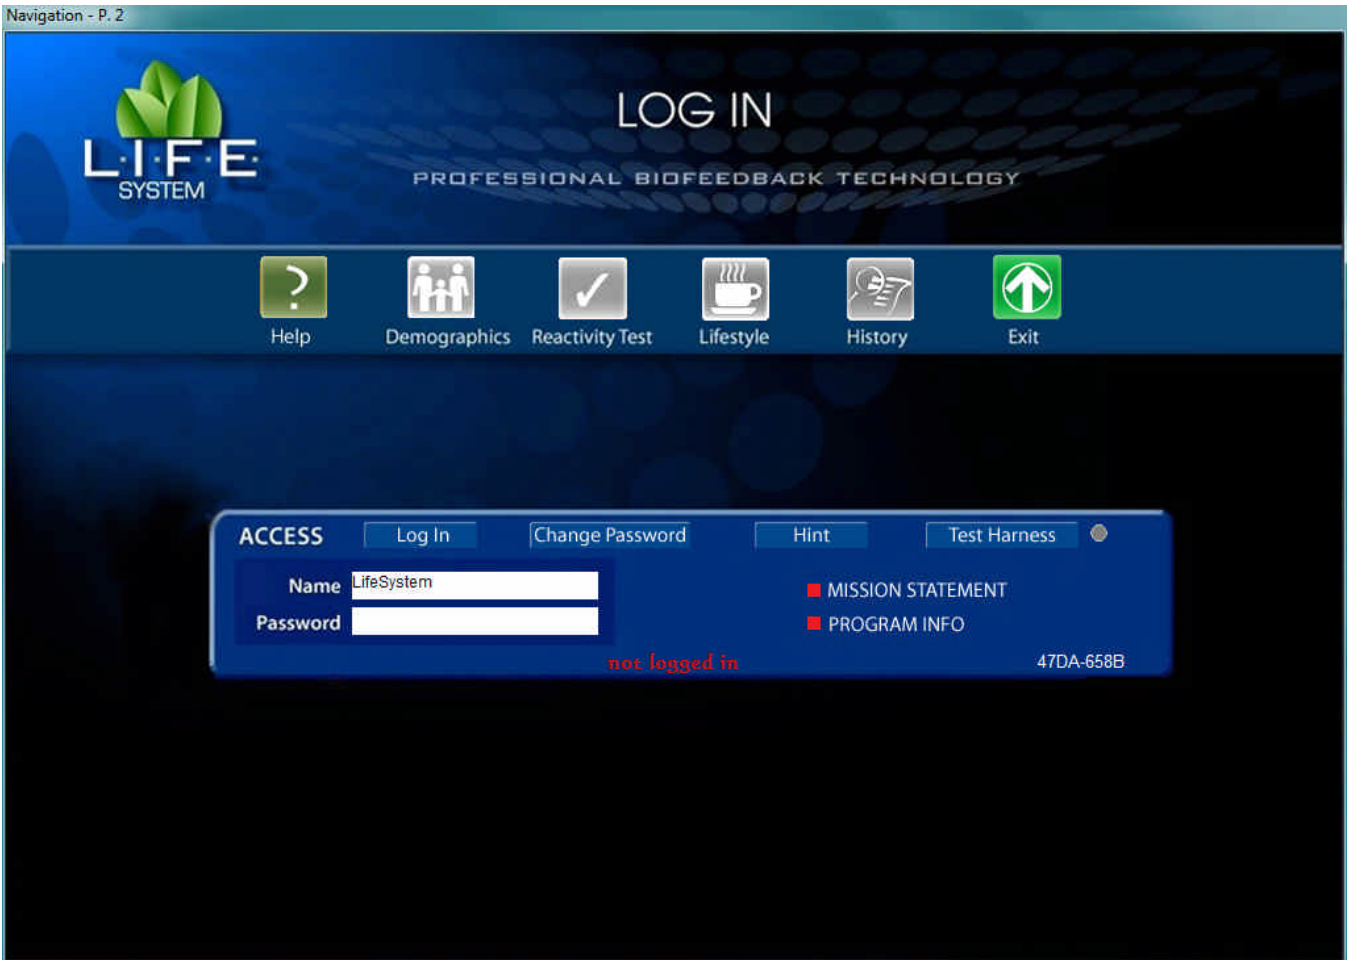 Navigation - P. 2
LOG IN
L·I·F·E·
SYSTEM
PROFESSIONAL BIOFEEDBACK TECHNOLOGY
?
Help
Demographics
Reactivity Test
Lifestyle
History
Exit
ACCESS
Log In
Change Password
Hint
Test Harness
Name LifeSystem
MISSION STATEMENT
Password
PROGRAM INFO
not logged in
47DA-658B